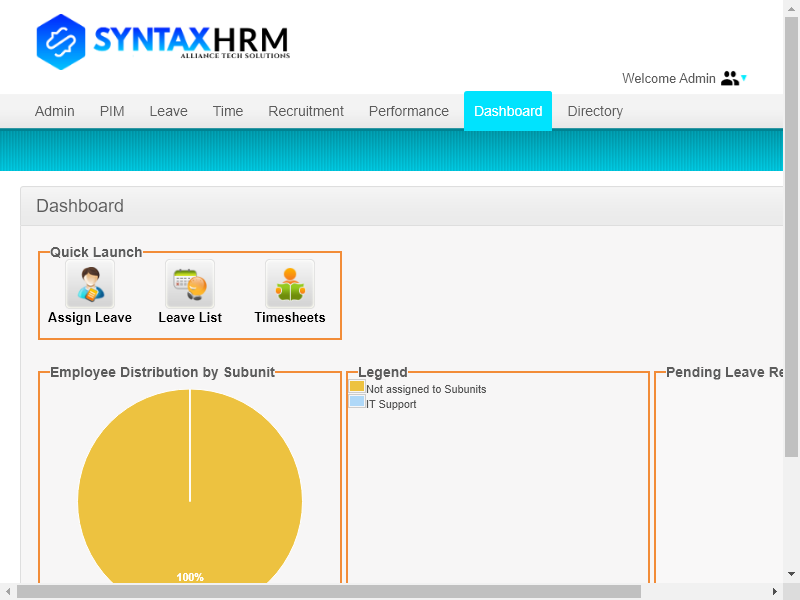 SYNTAXHRM
ALLIANCE TECH SOLUTIONS
Welcome Admin
Admin PIM Leave Time Recruitment Performance Dashboard Directory
Dashboard
Quick Launch
Assign Leave Leave List Timesheets
Employee Distribution by Subunit Legend Pending Leave Re
Not assigned to Subunits
IT Support
100%